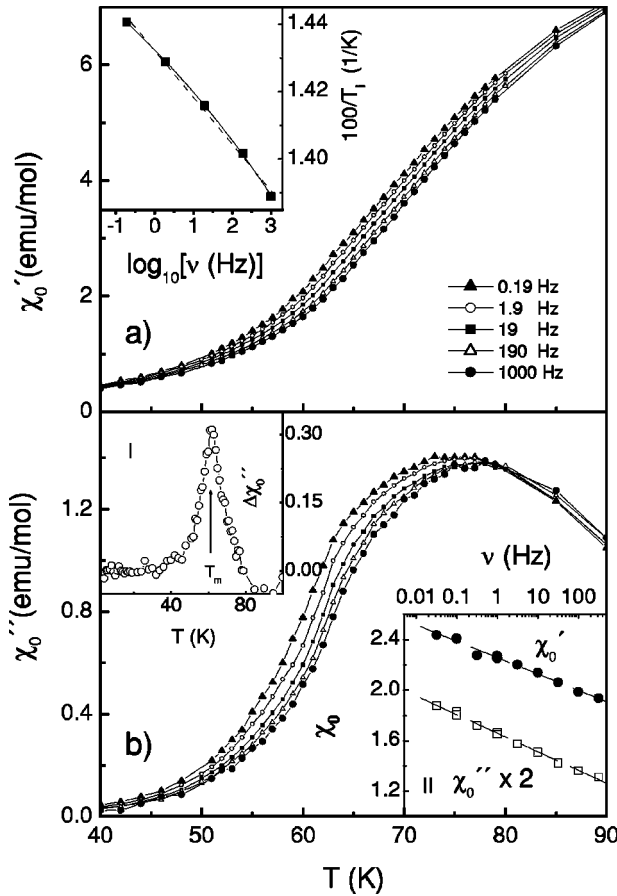 1.44
1.42
1.40
100/T_f (1/K)
-1 0 1 2 3
log₁₀[ν (Hz)]
6
4
2
0
χ₀′(emu/mol)
a)
0.19 Hz
1.9 Hz
19 Hz
190 Hz
1000 Hz
I
0.30
0.15
0.00
Δχ₀″
T_m
40 80
T (K)
1.2
0.8
0.4
0.0
χ₀″(emu/mol)
b)
ν (Hz)
0.01 0.1 1 10 100
2.4
2.0
1.6
1.2
χ₀
χ₀′
II χ₀″ x 2
1.2
40 50 60 70 80 90
T (K)